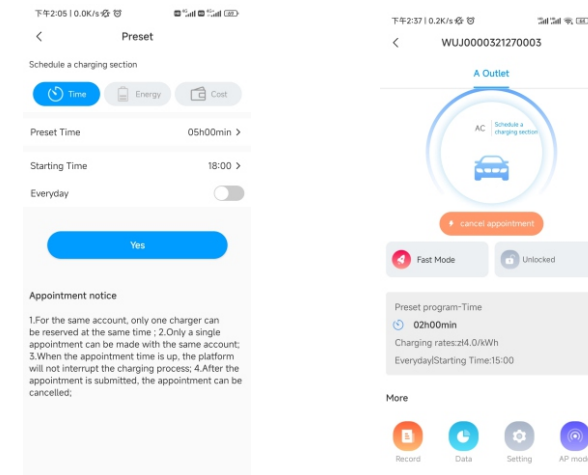 下午2:05 | 0.0K/s
Preset
Schedule a charging section
Time
Energy
Cost
Preset Time
05h00min >
Starting Time
18:00 >
Everyday
Yes
Appointment notice
1.For the same account, only one charger can
be reserved at the same time ; 2.Only a single
appointment can be made with the same account;
3.When the appointment time is up, the platform
will not interrupt the charging process; 4.After the
appointment is submitted, the appointment can be
cancelled;
下午2:37 | 0.2K/s
WUJ0000321270003
A Outlet
AC
Schedule a
charging section
cancel appointment
Fast Mode
Unlocked
Preset program-Time
02h00min
Charging rates:zł4.0/kWh
Everyday|Starting Time:15:00
More
Record
Data
Setting
AP mode